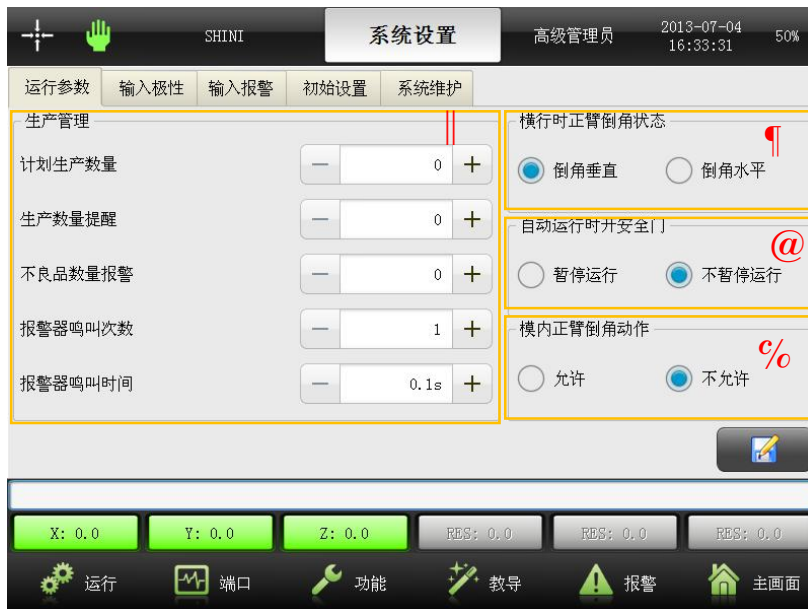 SHINI 系统设置 高级管理员 2013-07-04 16:33:31 50%
运行参数 输入极性 输入报警 初始设置 系统维护
生产管理 ||
计划生产数量 − 0 +
生产数量提醒 − 0 +
不良品数量报警 − 0 +
报警器鸣叫次数 − 1 +
报警器鸣叫时间 − 0.1s +
横行时正臂倒角状态 ¶
倒角垂直 倒角水平
自动运行时开安全门 @
暂停运行 不暂停运行
模内正臂倒角动作 %
允许 不允许
X: 0.0 Y: 0.0 Z: 0.0 RES: 0.0 RES: 0.0 RES: 0.0
运行 端口 功能 教导 报警 主画面